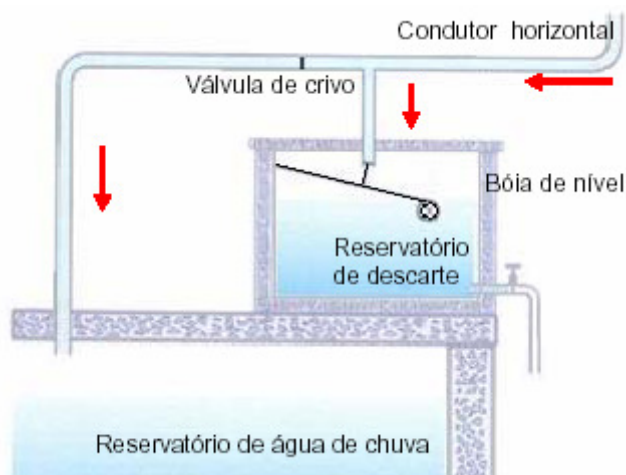 Condutor horizontal
Válvula de crivo
Bóia de nível
Reservatório
de descarte
Reservatório de água de chuva